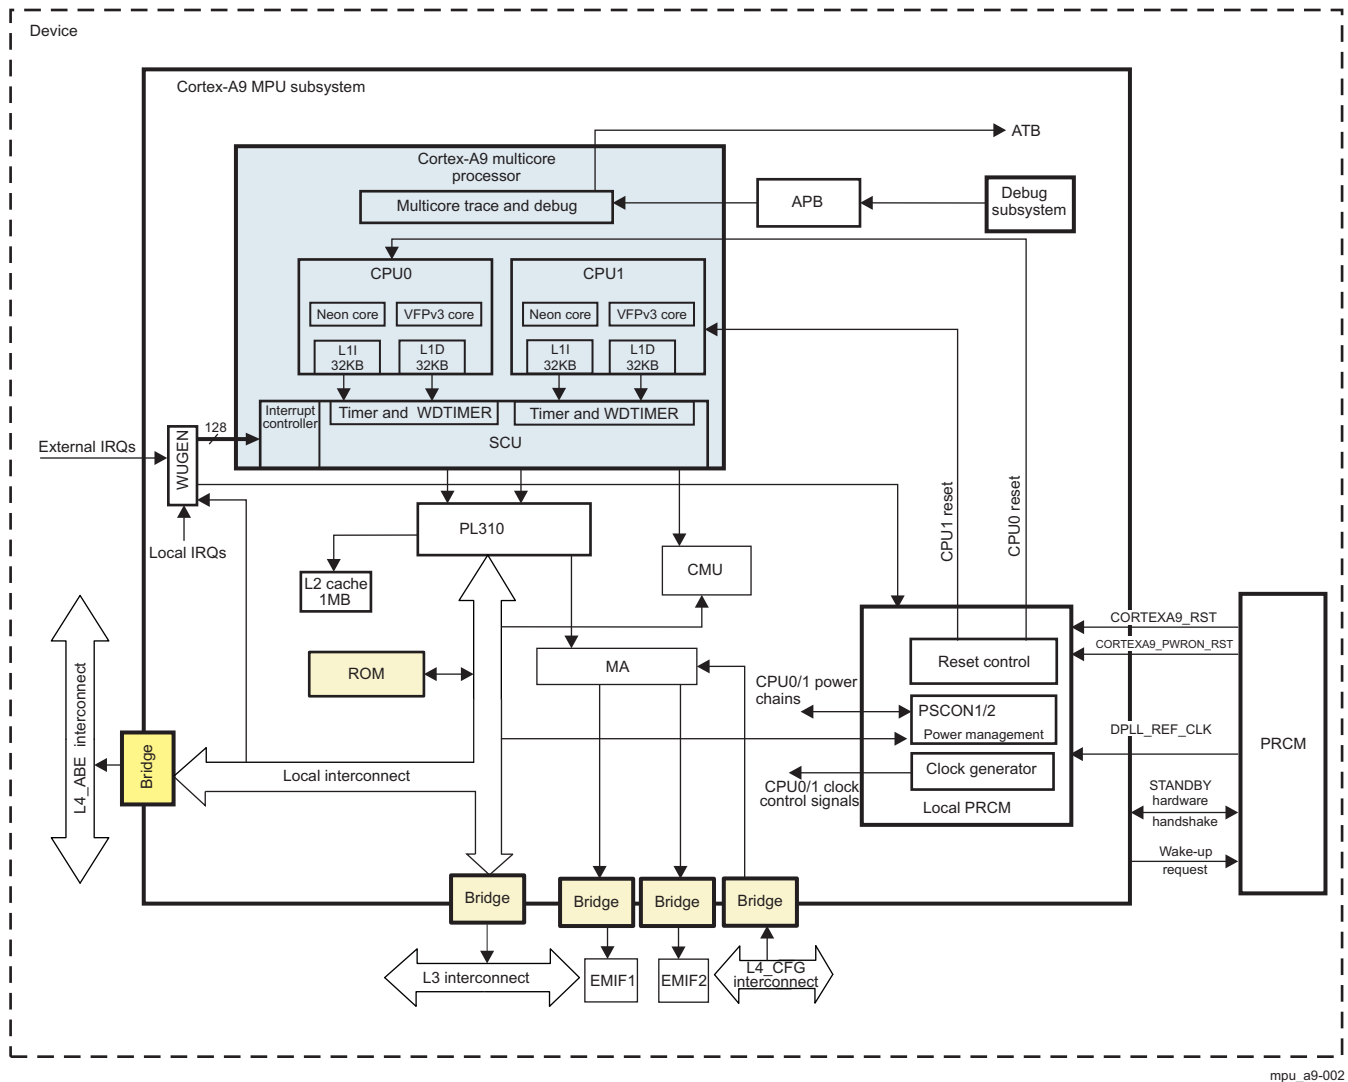 Device
Cortex-A9 MPU subsystem
ATB
Cortex-A9 multicore
processor
Multicore trace and debug
APB
Debug
subsystem
CPU0
CPU1
Neon core
VFPv3 core
Neon core
VFPv3 core
L1I
32KB
L1D
32KB
L1I
32KB
L1D
32KB
Interrupt
controller
Timer and WDTIMER
Timer and WDTIMER
SCU
128
External IRQs
WUGEN
Local IRQs
CPU1 reset
CPU0 reset
PL310
L2 cache
1MB
CMU
ROM
MA
CORTEXA9_RST
CORTEXA9_PWRON_RST
Reset control
CPU0/1 power
chains
PSCON1/2
Power management
DPLL_REF_CLK
PRCM
Clock generator
CPU0/1 clock
control signals
Local PRCM
STANDBY
hardware
handshake
Wake-up
request
L4_ABE interconnect
Bridge
Local interconnect
Bridge
Bridge
Bridge
Bridge
L3 interconnect
EMIF1
EMIF2
L4_CFG
interconnect
mpu_a9-002